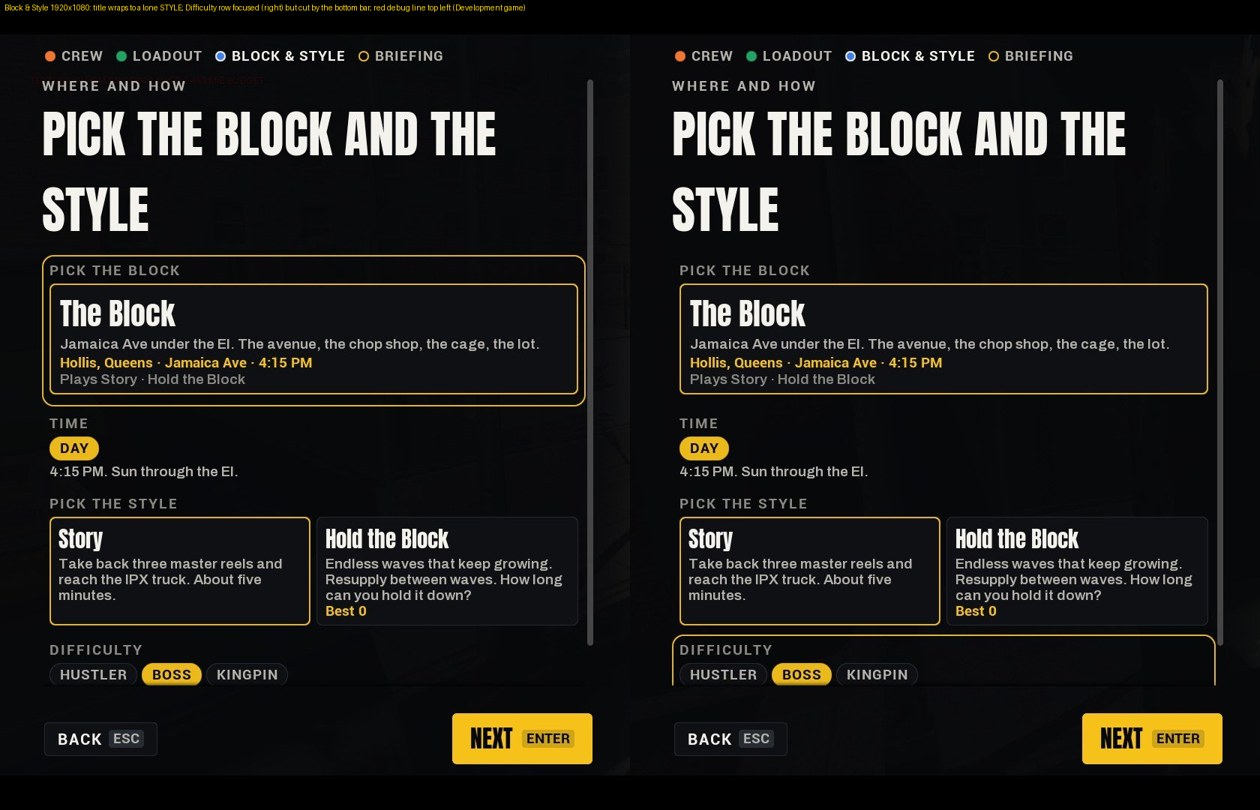 Block & Style 1920x1080: title wraps to a lone STYLE; Difficulty row focused (right) but cut by the bottom bar; red debug line top left (Development game)
CREW LOADOUT BLOCK & STYLE BRIEFING
WHERE AND HOW
PICK THE BLOCK AND THE
STYLE
PICK THE BLOCK
The Block
Jamaica Ave under the El. The avenue, the chop shop, the cage, the lot.
Hollis, Queens · Jamaica Ave · 4:15 PM
Plays Story · Hold the Block
TIME
DAY
4:15 PM. Sun through the El.
PICK THE STYLE
Story
Take back three master reels and
reach the IPX truck. About five
minutes.
Hold the Block
Endless waves that keep growing.
Resupply between waves. How long
can you hold it down?
Best 0
DIFFICULTY
HUSTLER BOSS KINGPIN
BACK ESC
NEXT ENTER
CREW LOADOUT BLOCK & STYLE BRIEFING
WHERE AND HOW
PICK THE BLOCK AND THE
STYLE
PICK THE BLOCK
The Block
Jamaica Ave under the El. The avenue, the chop shop, the cage, the lot.
Hollis, Queens · Jamaica Ave · 4:15 PM
Plays Story · Hold the Block
TIME
DAY
4:15 PM. Sun through the El.
PICK THE STYLE
Story
Take back three master reels and
reach the IPX truck. About five
minutes.
Hold the Block
Endless waves that keep growing.
Resupply between waves. How long
can you hold it down?
Best 0
DIFFICULTY
HUSTLER BOSS KINGPIN
BACK ESC
NEXT ENTER